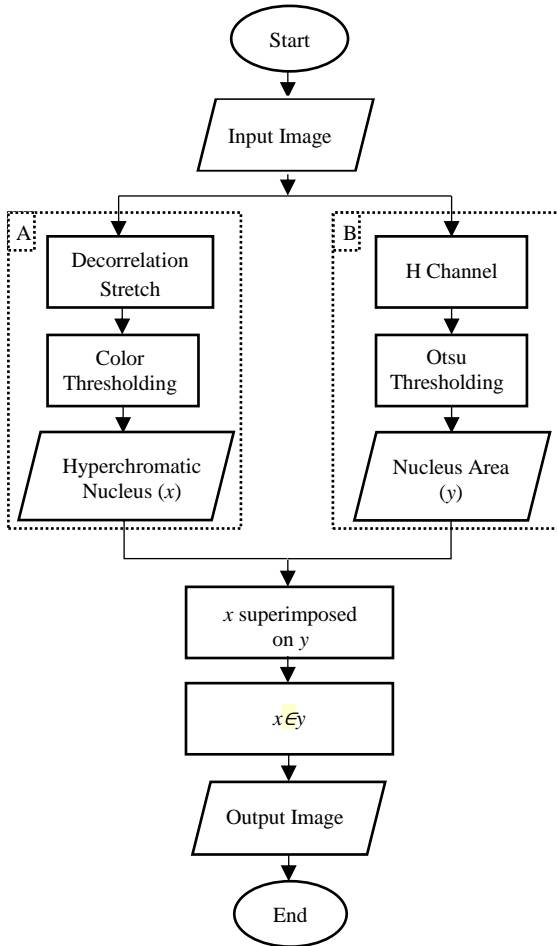 Start
Input Image
A
Decorrelation
Stretch
Color
Thresholding
Hyperchromatic
Nucleus (x)
B
H Channel
Otsu
Thresholding
Nucleus Area
(y)
x superimposed
on y
x∈y
Output Image
End